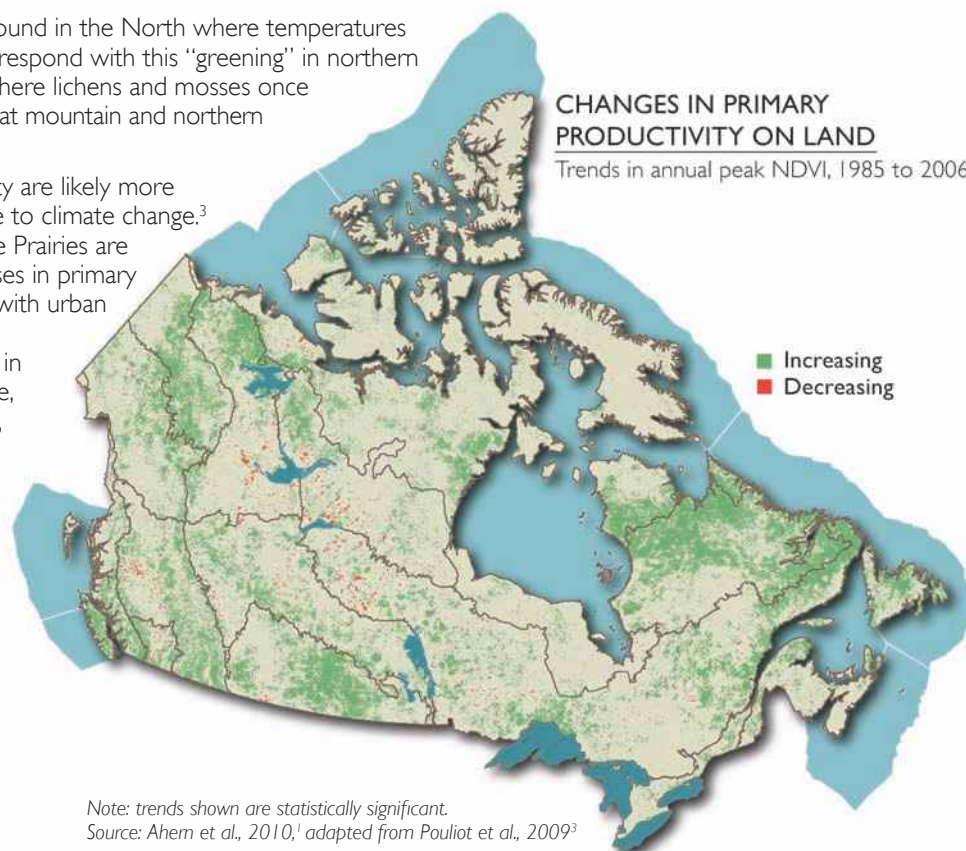 ound in the North where temperatures
respond with this “greening” in northern
here lichens and mosses once
at mountain and northern
ty are likely more
e to climate change.³
e Prairies are
ses in primary
with urban
in
e,
CHANGES IN PRIMARY
PRODUCTIVITY ON LAND
Trends in annual peak NDVI, 1985 to 2006
Increasing
Decreasing
Note: trends shown are statistically significant.
Source: Ahern et al., 2010,¹ adapted from Pouliot et al., 2009³